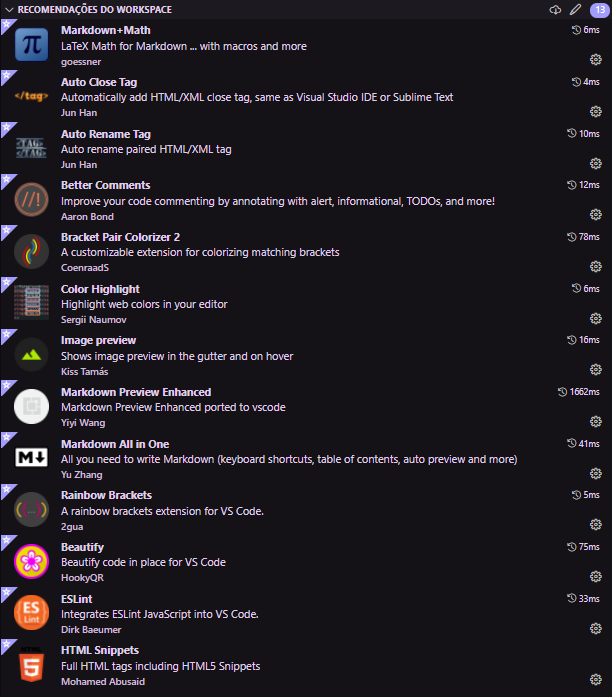 RECOMENDAÇÕES DO WORKSPACE 13
Markdown+Math 6ms
LaTeX Math for Markdown ... with macros and more
goessner
Auto Close Tag 4ms
</tag>
Automatically add HTML/XML close tag, same as Visual Studio IDE or Sublime Text
Jun Han
Auto Rename Tag 10ms
Auto rename paired HTML/XML tag
Jun Han
Better Comments 12ms
//!
Improve your code commenting by annotating with alert, informational, TODOs, and more!
Aaron Bond
Bracket Pair Colorizer 2 78ms
A customizable extension for colorizing matching brackets
CoenraadS
Color Highlight 6ms
Highlight web colors in your editor
Sergii Naumov
Image preview 16ms
Shows image preview in the gutter and on hover
Kiss Tamás
Markdown Preview Enhanced 1662ms
Markdown Preview Enhanced ported to vscode
Yiyi Wang
Markdown All in One 41ms
M↓
All you need to write Markdown (keyboard shortcuts, table of contents, auto preview and more)
Yu Zhang
Rainbow Brackets 5ms
A rainbow brackets extension for VS Code.
2gua
Beautify 75ms
Beautify code in place for VS Code
HookyQR
ESLint 33ms
ES
Lint
Integrates ESLint JavaScript into VS Code.
Dirk Baeumer
HTML Snippets
HTML
5
Full HTML tags including HTML5 Snippets
Mohamed Abusaid